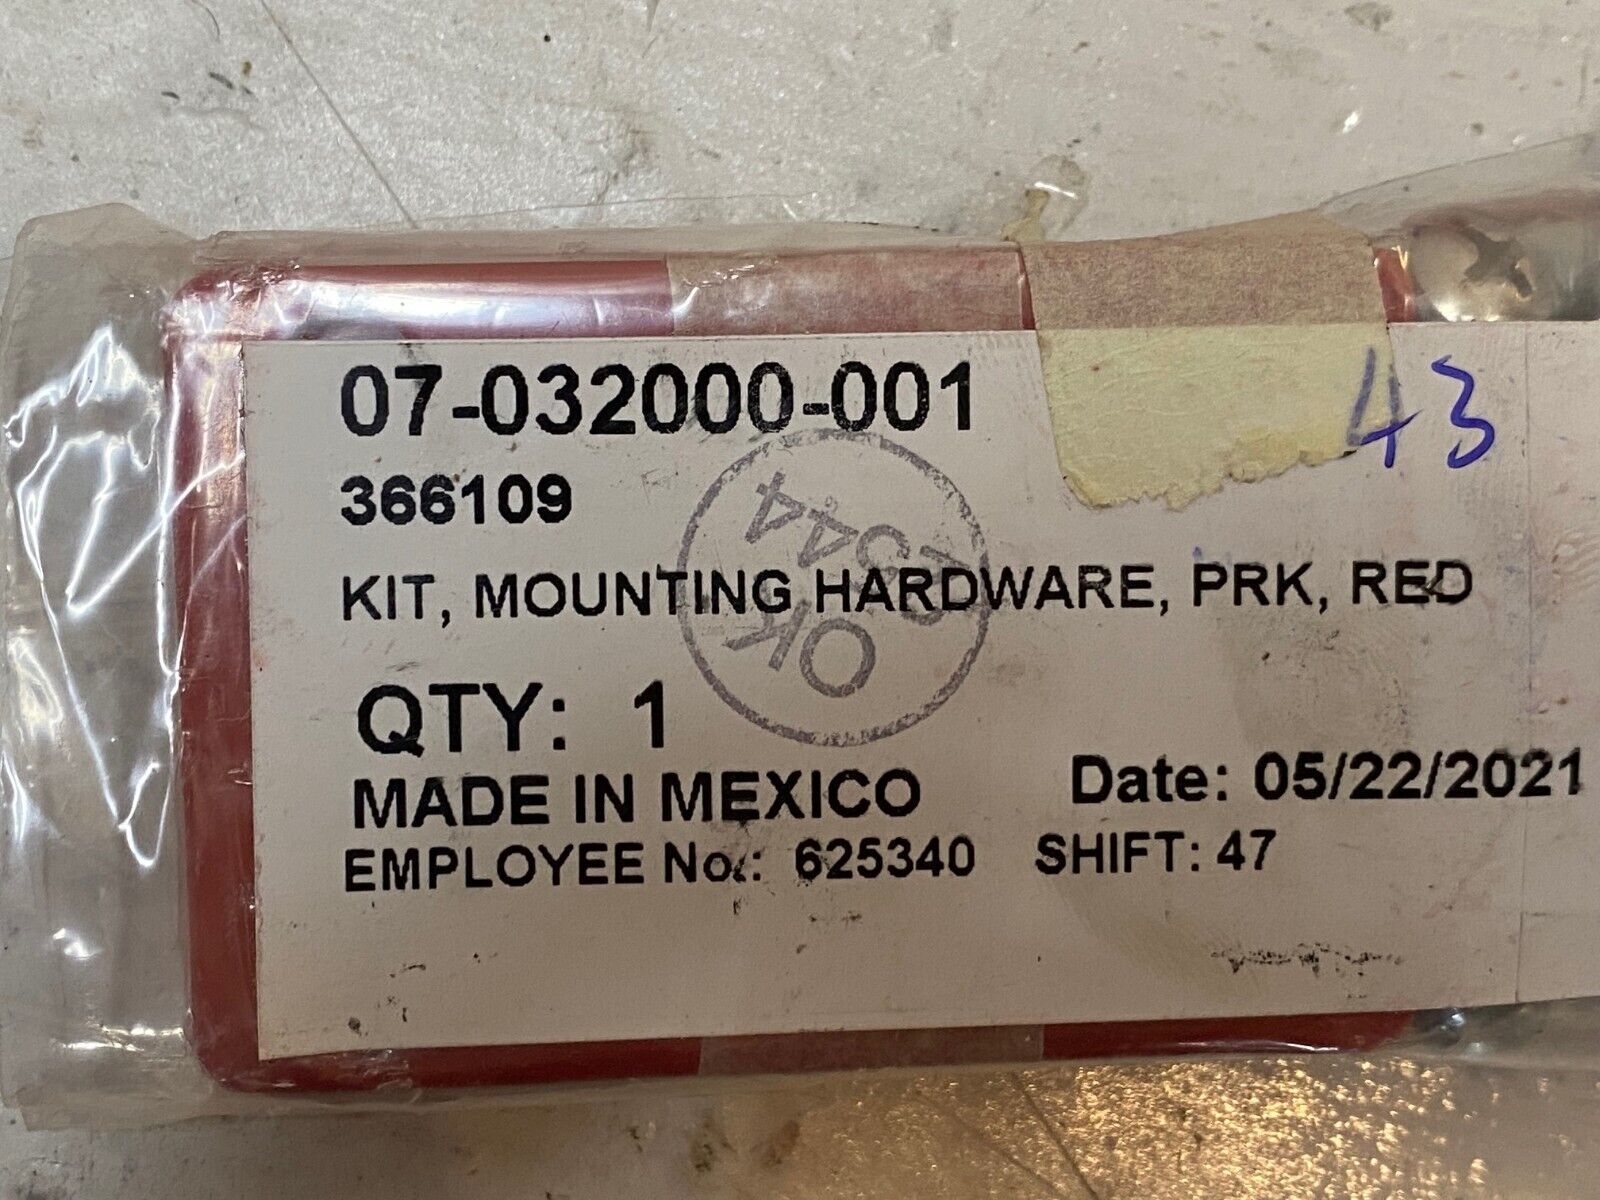 07-032000-001
43
366109
KIT, MOUNTING HARDWARE, PRK, RED
OK
QTY: 1
MADE IN MEXICO
Date: 05/22/2021
EMPLOYEE No.: 625340 SHIFT: 47